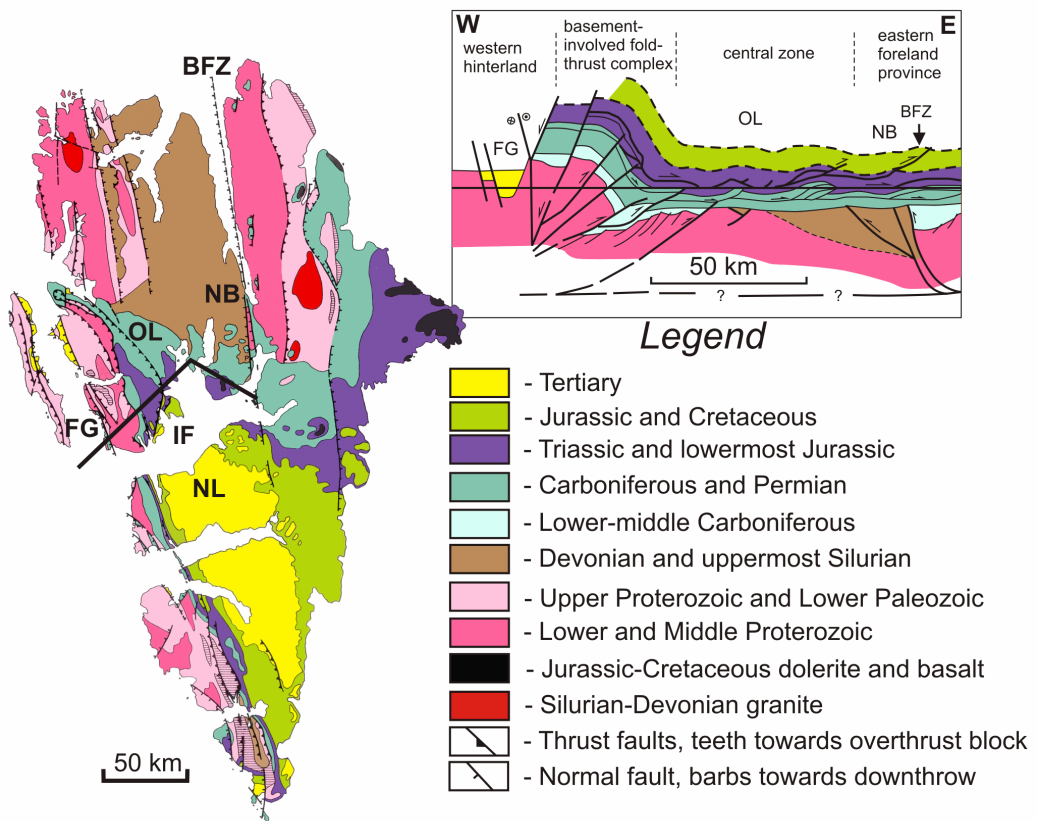 BFZ
NB
OL
FG
IF
NL
50 km
W
E
western
hinterland
basement-
involved fold-
thrust complex
central zone
eastern
foreland
province
FG
OL
NB
BFZ
50 km
?
?
Legend
- Tertiary
- Jurassic and Cretaceous
- Triassic and lowermost Jurassic
- Carboniferous and Permian
- Lower-middle Carboniferous
- Devonian and uppermost Silurian
- Upper Proterozoic and Lower Paleozoic
- Lower and Middle Proterozoic
- Jurassic-Cretaceous dolerite and basalt
- Silurian-Devonian granite
- Thrust faults, teeth towards overthrust block
- Normal fault, barbs towards downthrow